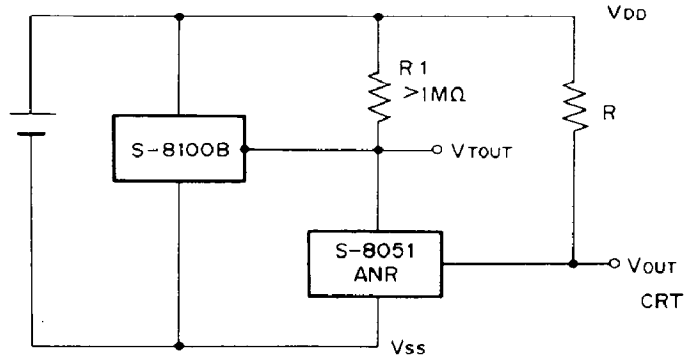 VDD
R1
>1MΩ
R
S-8100B
VTOUT
S-8051
ANR
VOUT
CRT
VSS